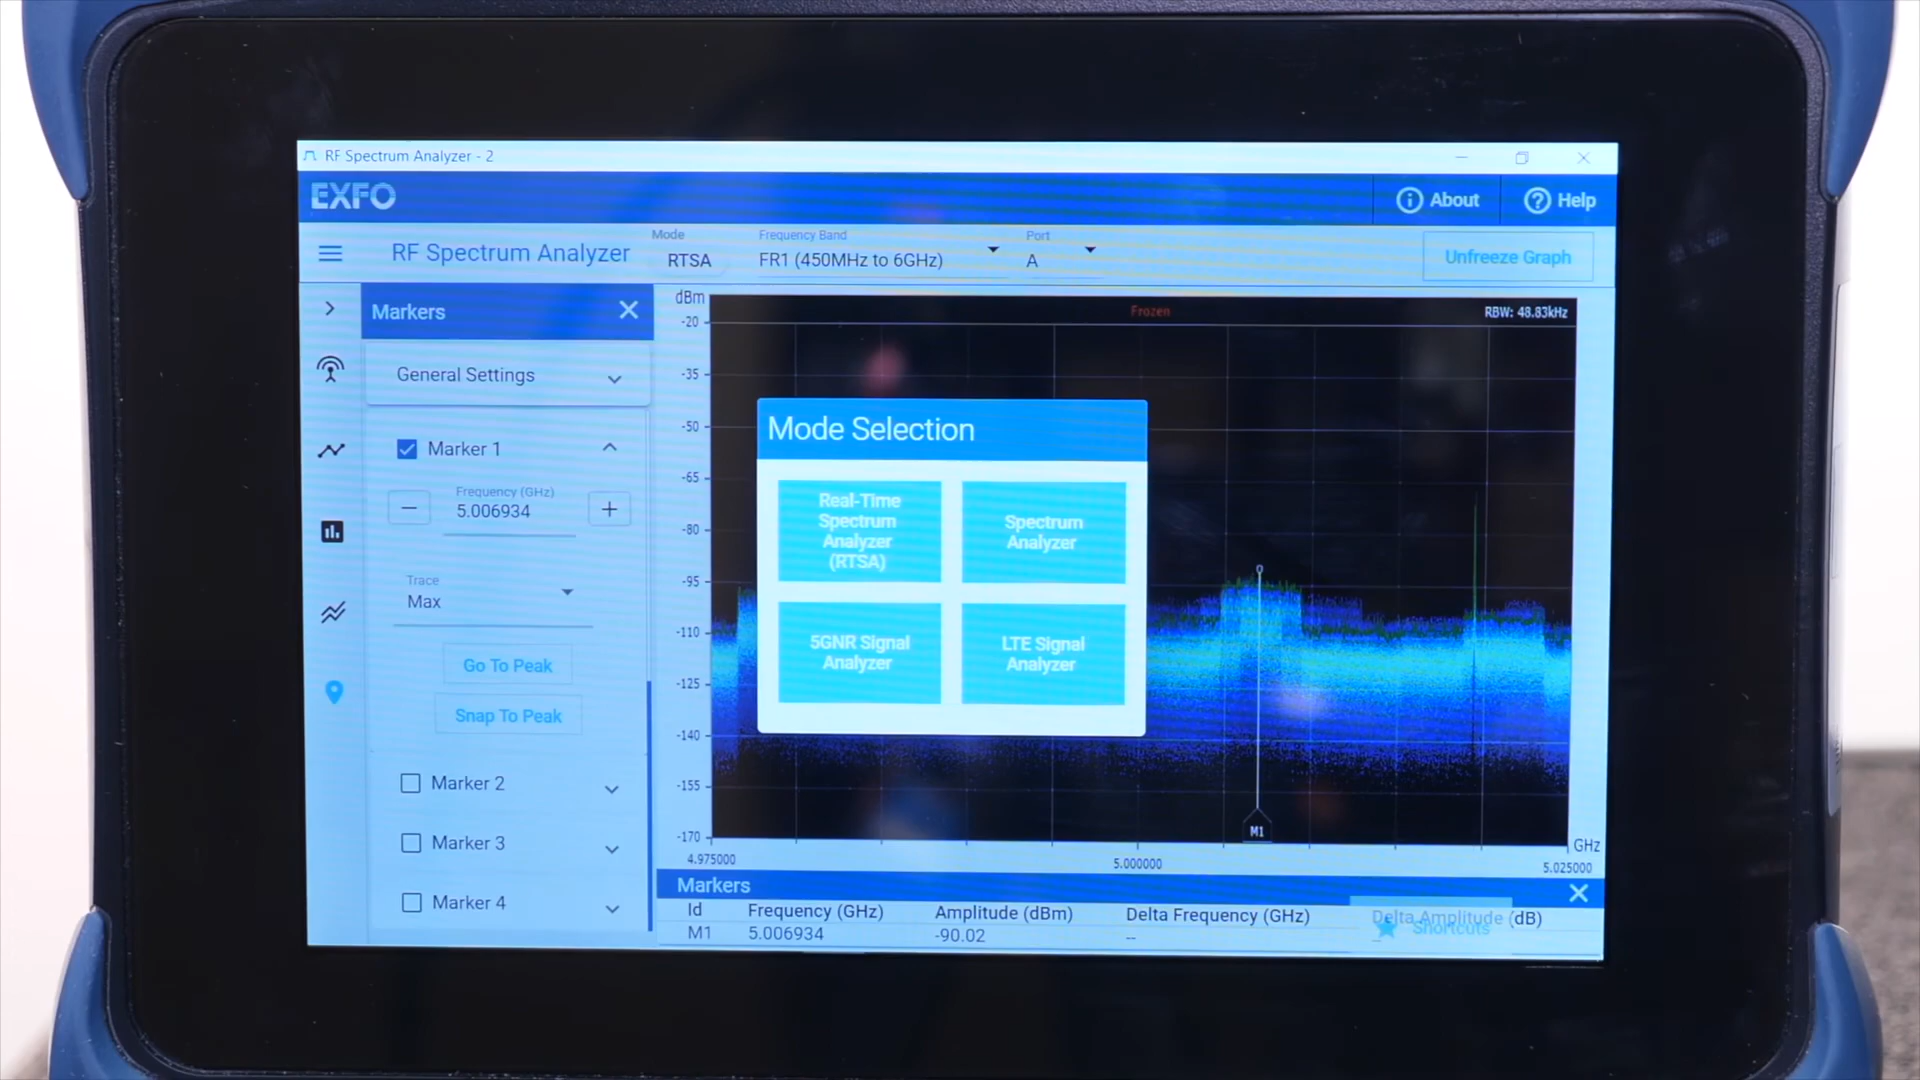 RF Spectrum Analyzer - 2
EXFO
About
Help
RF Spectrum Analyzer
Mode
RTSA
Frequency Band
FR1 (450MHz to 6GHz)
Port
A
Unfreeze Graph
Markers
General Settings
Marker 1
Frequency (GHz)
5.006934
Trace
Max
Go To Peak
Snap To Peak
Marker 2
Marker 3
Marker 4
dBm
Frozen
RBW: 48.83kHz
-20
-35
-50
-65
-80
-95
-110
-125
-140
-155
-170
Mode Selection
Real-Time
Spectrum
Analyzer
(RTSA)
Spectrum
Analyzer
5GNR Signal
Analyzer
LTE Signal
Analyzer
M1
GHz
4.975000
5.000000
5.025000
Markers
Id
Frequency (GHz)
Amplitude (dBm)
Delta Frequency (GHz)
Delta Amplitude (dB)
M1
5.006934
-90.02
--
Shortcuts